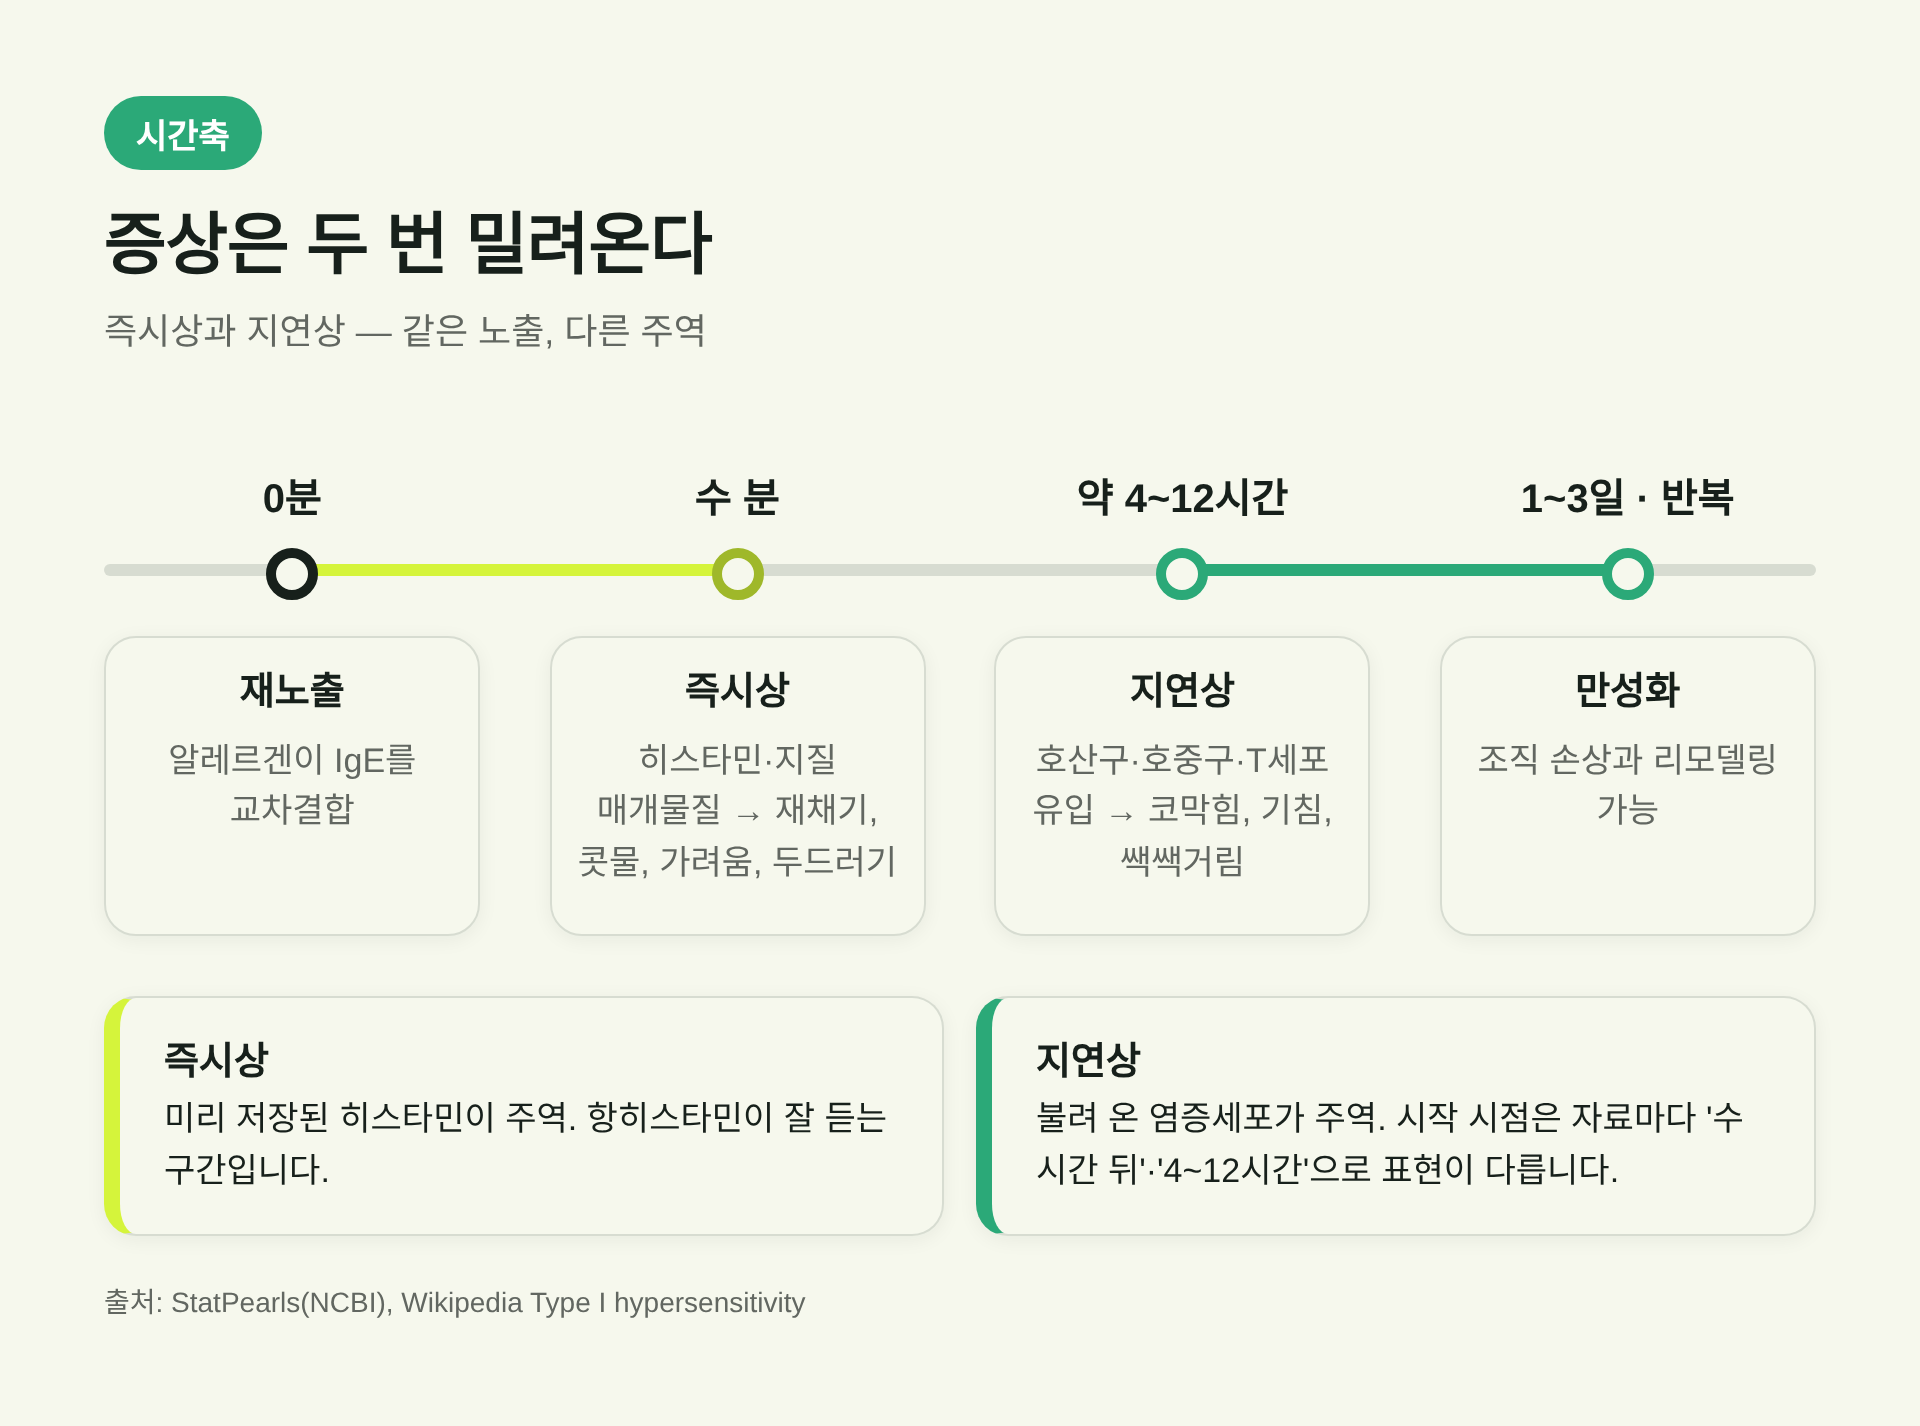 시간축
증상은 두 번 밀려온다
즉시상과 지연상 — 같은 노출, 다른 주역
0분
수 분
약 4~12시간
1~3일 · 반복
재노출
알레르겐이 IgE를
교차결합
즉시상
히스타민·지질
매개물질 → 재채기,
콧물, 가려움, 두드러기
지연상
호산구·호중구·T세포
유입 → 코막힘, 기침,
쌕쌕거림
만성화
조직 손상과 리모델링
가능
즉시상
미리 저장된 히스타민이 주역. 항히스타민이 잘 듣는
구간입니다.
지연상
불려 온 염증세포가 주역. 시작 시점은 자료마다 '수
시간 뒤'·'4~12시간'으로 표현이 다릅니다.
출처: StatPearls(NCBI), Wikipedia Type I hypersensitivity